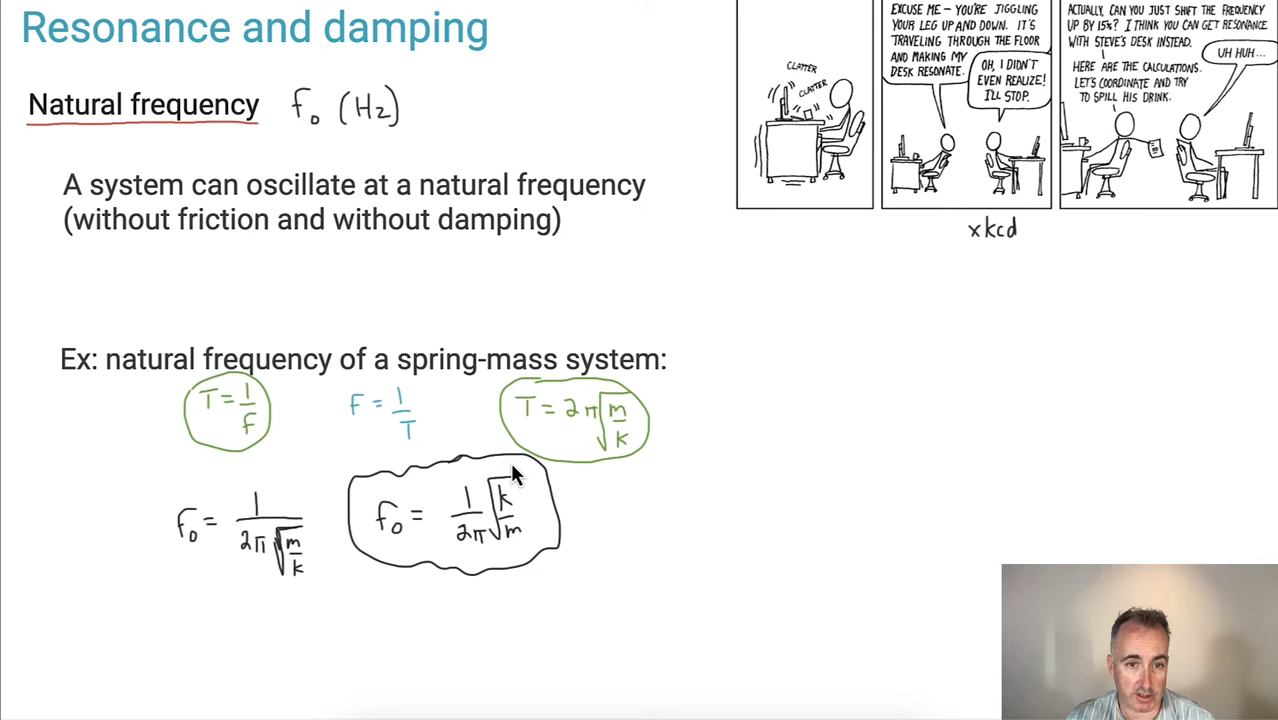 Resonance and damping
Natural frequency f₀ (Hz)
A system can oscillate at a natural frequency
(without friction and without damping)
Ex: natural frequency of a spring-mass system:
T = 1/f
F = 1/T
T = 2π√(m/k)
f₀ = 1/(2π√(m/k))
f₀ = 1/(2π) √(k/m)
CLATTER
CLATTER
EXCUSE ME – YOU'RE JIGGLING
YOUR LEG UP AND DOWN. IT'S
TRAVELING THROUGH THE FLOOR
AND MAKING MY
DESK RESONATE.
OH, I DIDN'T
EVEN REALIZE!
I'LL STOP.
ACTUALLY, CAN YOU JUST SHIFT THE FREQUENCY
UP BY 15%? I THINK YOU CAN GET RESONANCE
WITH STEVE'S DESK INSTEAD.
UH HUH...
HERE ARE THE CALCULATIONS.
LET'S COORDINATE AND TRY
TO SPILL HIS DRINK.
xkcd